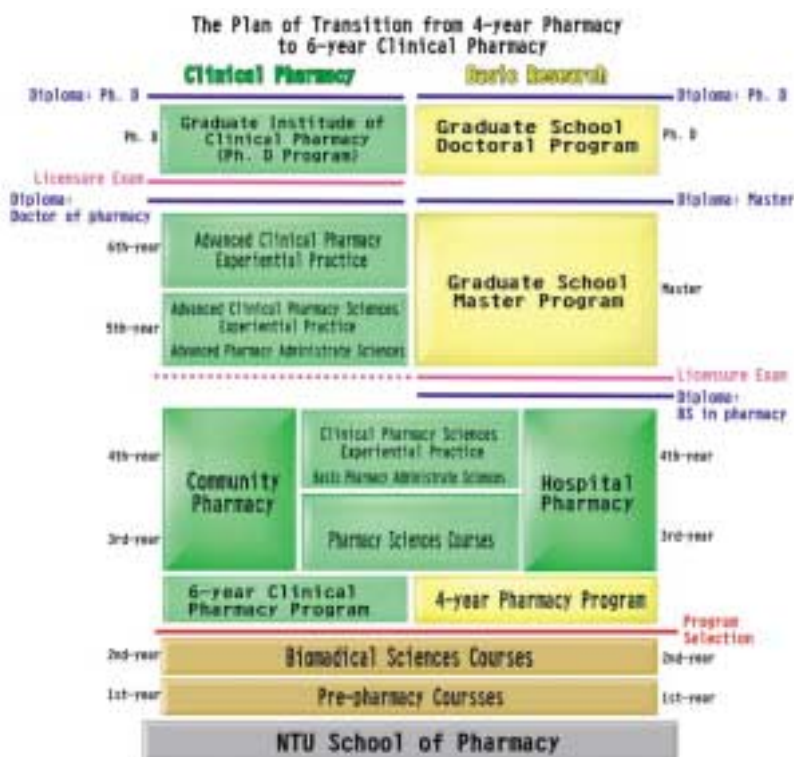 The Plan of Transition from 4-year Pharmacy
to 6-year Clinical Pharmacy
Clinical Pharmacy
Basic Research
Diploma: Ph. D
Diploma: Ph. D
Ph. D
Graduate Institude of
Clinical Pharmacy
(Ph. D Program)
Graduate School
Doctoral Program
Ph. D
Licensure Exam
Diploma:
Doctor of pharmacy
Diploma: Master
6th-year
Advanced Clinical Pharmacy
Experiential Practice
Graduate School
Master Program
Master
5th-year
Advanced Clinical Pharmacy Sciences
Experiential Practice
Advanced Pharmacy Administrate Sciences
Licensure Exam
Diploma:
BS in pharmacy
4th-year
Community
Pharmacy
Clinical Pharmacy Sciences
Experiential Practice
Basic Pharmacy Administrate Sciences
Hospital
Pharmacy
4th-year
3rd-year
Pharmacy Sciences Courses
3rd-year
6-year Clinical
Pharmacy Program
4-year Pharmacy Program
Program
Selection
2nd-year
Biomadical Sciences Courses
2nd-year
1st-year
Pre-pharmacy Coursses
1st-year
NTU School of Pharmacy